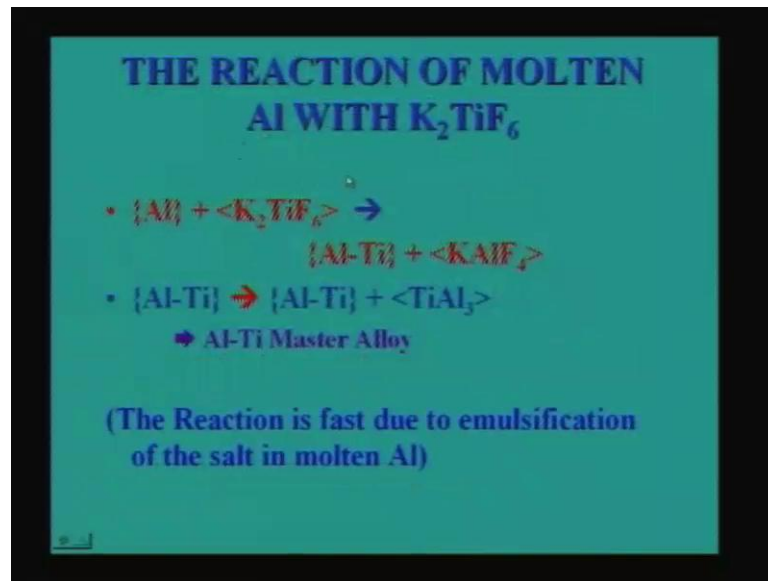 THE REACTION OF MOLTEN
Al WITH K₂TiF₆
• {Al} + <K₂TiF₆> →
{Al-Ti} + <KAlF₄>
• {Al-Ti} → {Al-Ti} + <TiAl₃>
➡ Al-Ti Master Alloy
(The Reaction is fast due to emulsification
of the salt in molten Al)